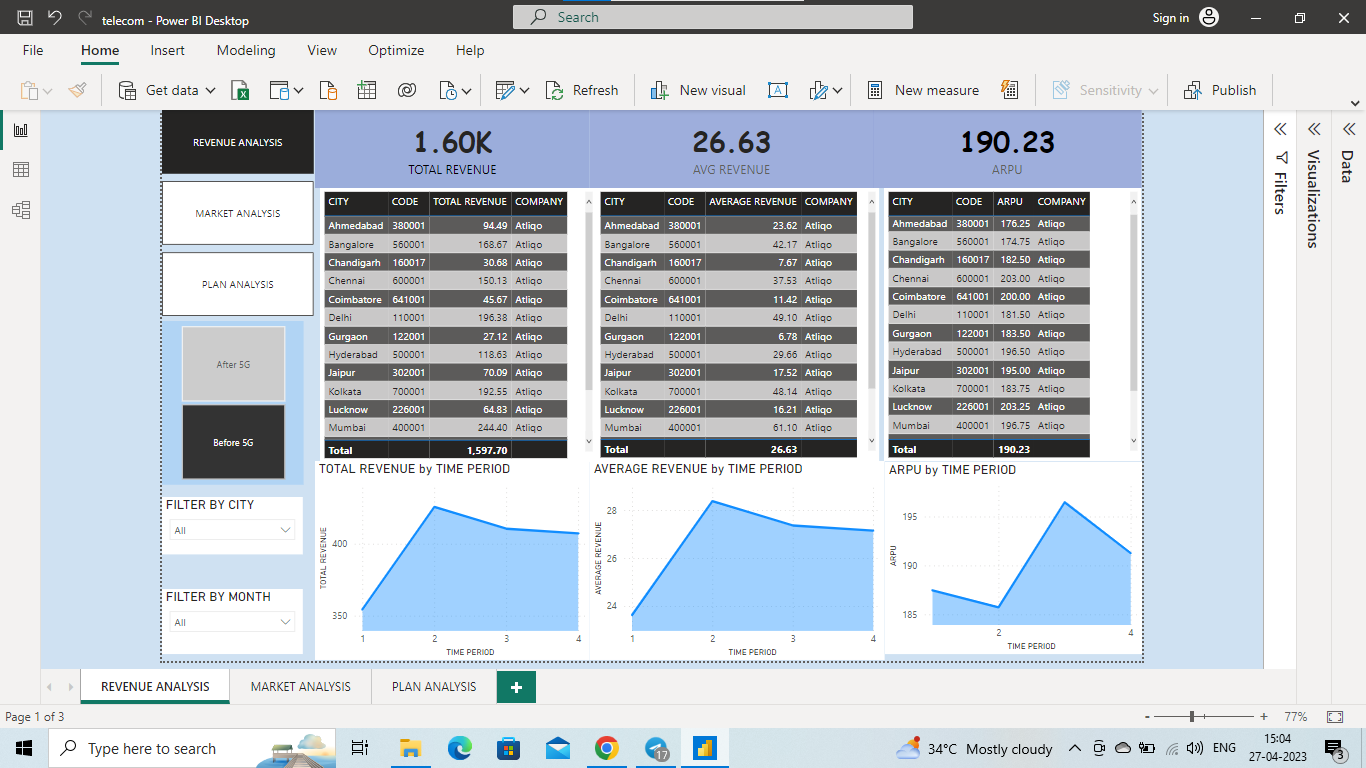 telecom - Power BI Desktop
Search
Sign in
File Home Insert Modeling View Optimize Help
Get data Refresh New visual New measure Sensitivity Publish
REVENUE ANALYSIS
MARKET ANALYSIS
PLAN ANALYSIS
After 5G
Before 5G
FILTER BY CITY
All
FILTER BY MONTH
All
1.60K
TOTAL REVENUE
26.63
AVG REVENUE
190.23
ARPU
CITY CODE TOTAL REVENUE COMPANY
Ahmedabad 380001 94.49 Atliqo
Bangalore 560001 168.67 Atliqo
Chandigarh 160017 30.68 Atliqo
Chennai 600001 150.13 Atliqo
Coimbatore 641001 45.67 Atliqo
Delhi 110001 196.38 Atliqo
Gurgaon 122001 27.12 Atliqo
Hyderabad 500001 118.63 Atliqo
Jaipur 302001 70.09 Atliqo
Kolkata 700001 192.55 Atliqo
Lucknow 226001 64.83 Atliqo
Mumbai 400001 244.40 Atliqo
Total 1,597.70
CITY CODE AVERAGE REVENUE COMPANY
Ahmedabad 380001 23.62 Atliqo
Bangalore 560001 42.17 Atliqo
Chandigarh 160017 7.67 Atliqo
Chennai 600001 37.53 Atliqo
Coimbatore 641001 11.42 Atliqo
Delhi 110001 49.10 Atliqo
Gurgaon 122001 6.78 Atliqo
Hyderabad 500001 29.66 Atliqo
Jaipur 302001 17.52 Atliqo
Kolkata 700001 48.14 Atliqo
Lucknow 226001 16.21 Atliqo
Mumbai 400001 61.10 Atliqo
Total 26.63
CITY CODE ARPU COMPANY
Ahmedabad 380001 176.25 Atliqo
Bangalore 560001 174.75 Atliqo
Chandigarh 160017 182.50 Atliqo
Chennai 600001 203.00 Atliqo
Coimbatore 641001 200.00 Atliqo
Delhi 110001 181.50 Atliqo
Gurgaon 122001 183.50 Atliqo
Hyderabad 500001 196.50 Atliqo
Jaipur 302001 195.00 Atliqo
Kolkata 700001 183.75 Atliqo
Lucknow 226001 203.25 Atliqo
Mumbai 400001 196.75 Atliqo
Total 190.23
TOTAL REVENUE by TIME PERIOD
TOTAL REVENUE
400
350
1 2 3 4
TIME PERIOD
AVERAGE REVENUE by TIME PERIOD
AVERAGE REVENUE
28
26
24
1 2 3 4
TIME PERIOD
ARPU by TIME PERIOD
ARPU
195
190
185
2 4
TIME PERIOD
Filters
Visualizations
Data
REVENUE ANALYSIS MARKET ANALYSIS PLAN ANALYSIS +
Page 1 of 3
- + 77%
Type here to search
17
34°C Mostly cloudy
ENG
15:04
27-04-2023
3